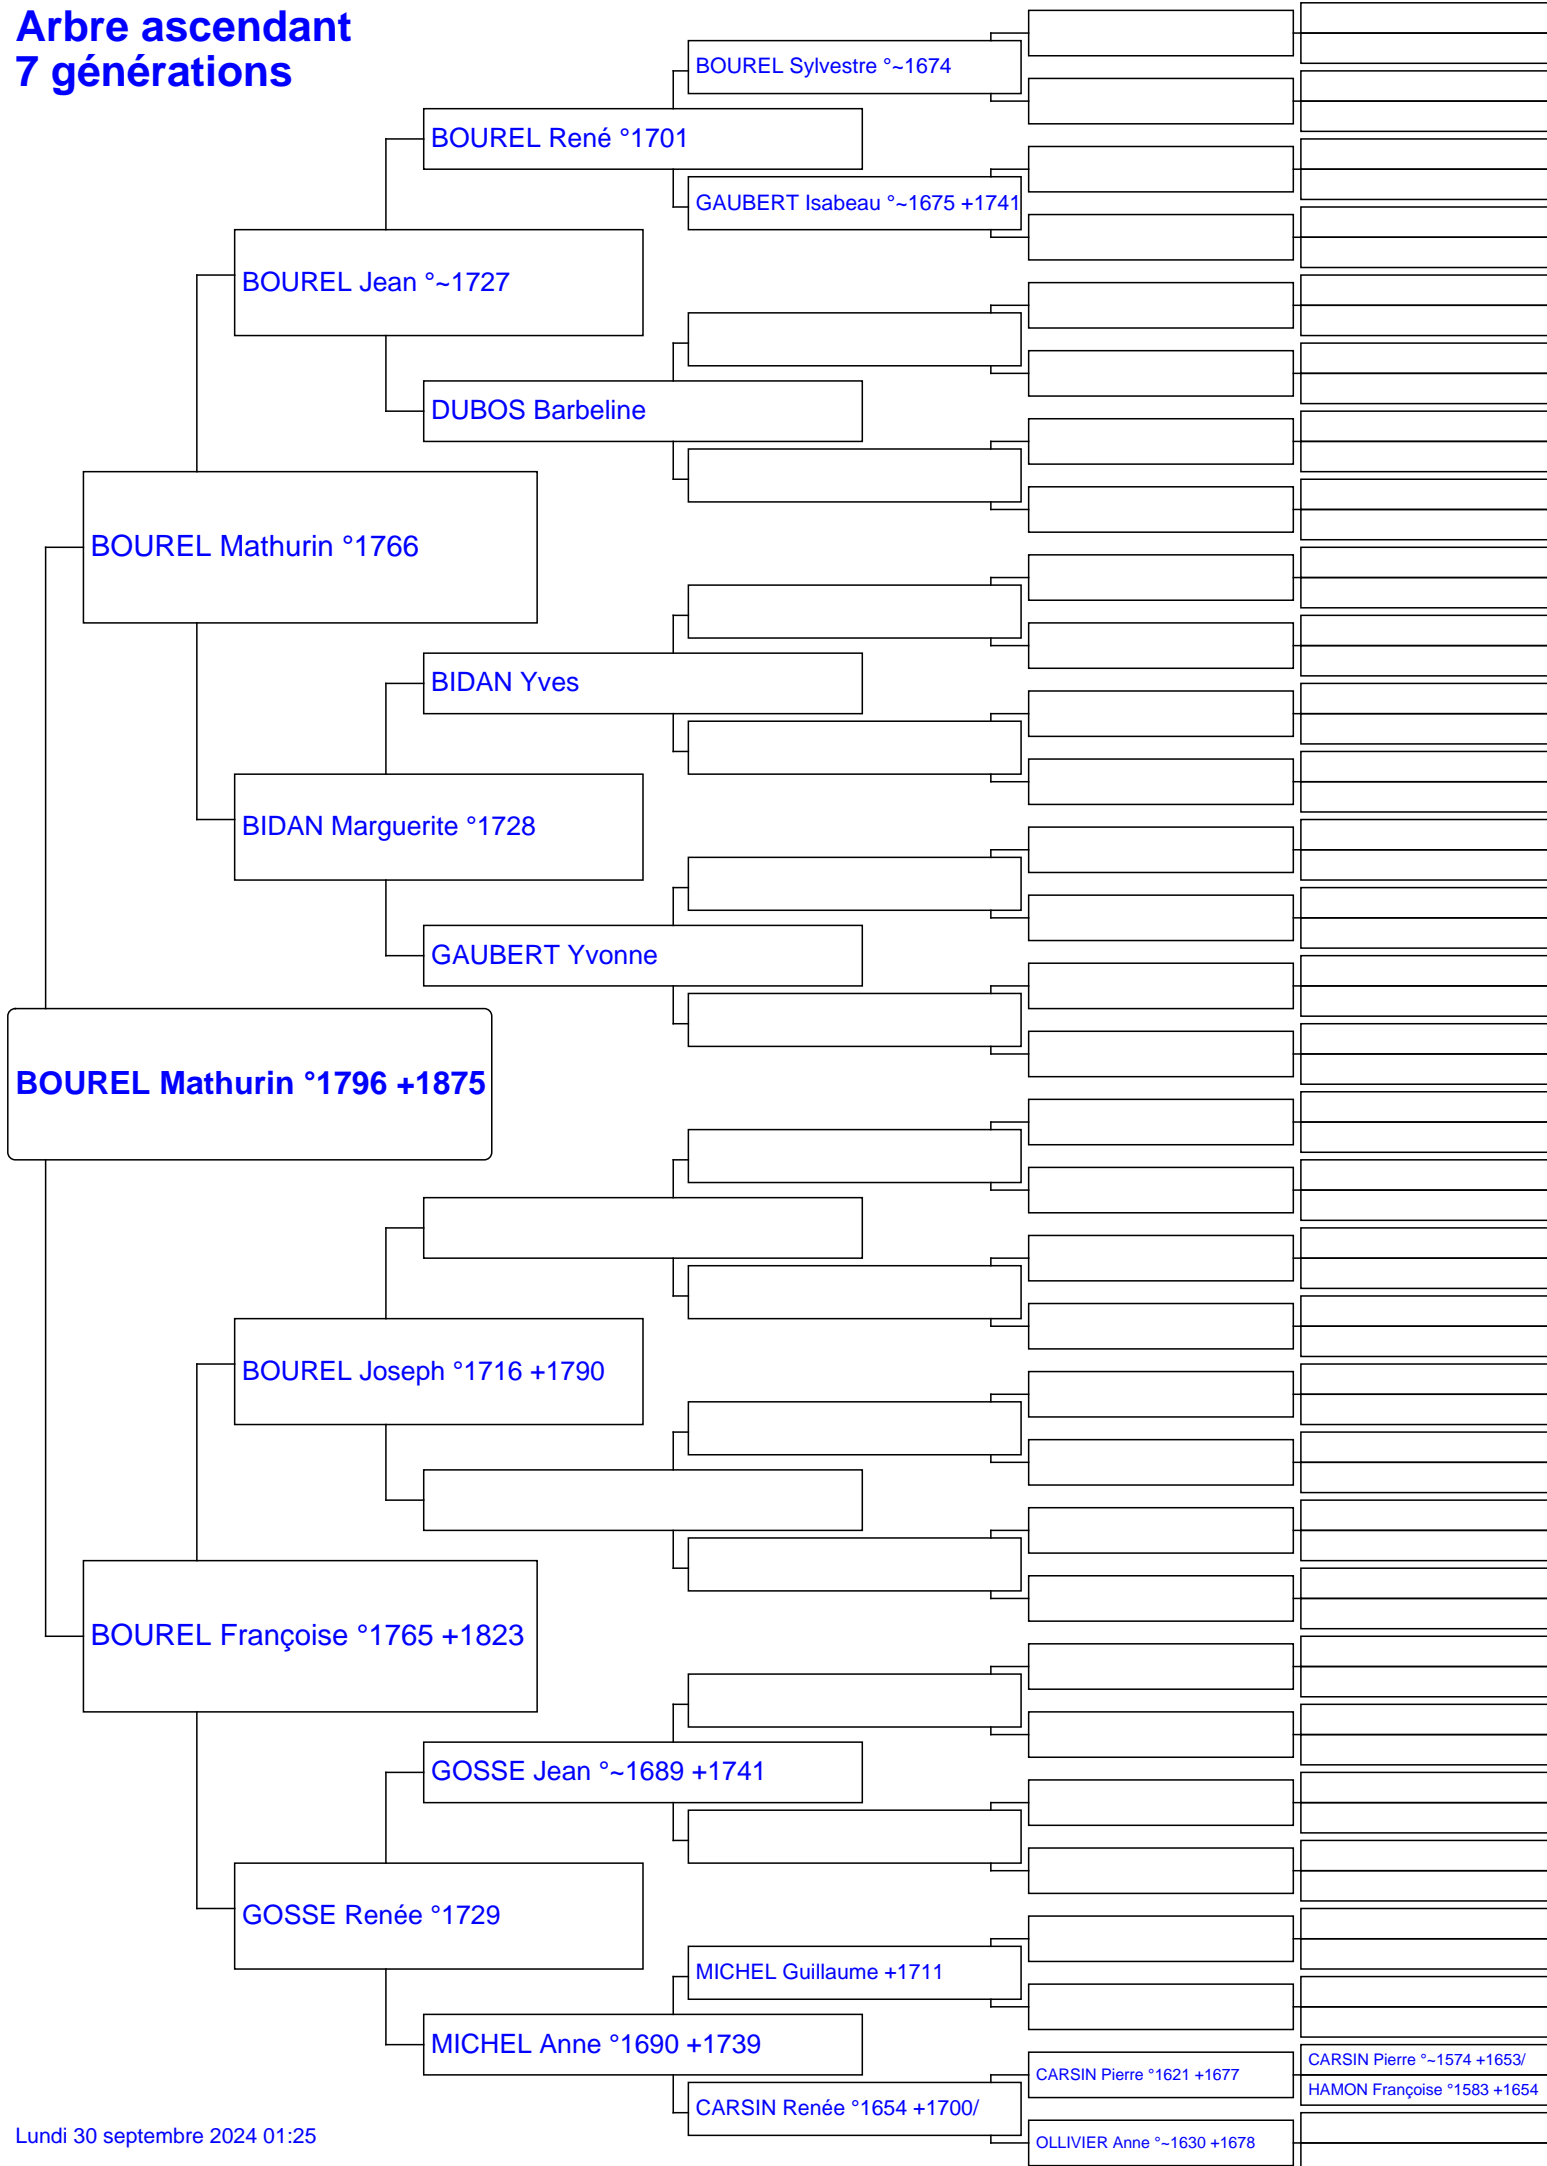 Arbre ascendant
7 générations
BOUREL Sylvestre °~1674
BOUREL René °1701
GAUBERT Isabeau °~1675 +1741
BOUREL Jean °~1727
DUBOS Barbeline
BOUREL Mathurin °1766
BIDAN Yves
BIDAN Marguerite °1728
GAUBERT Yvonne
BOUREL Mathurin °1796 +1875
BOUREL Joseph °1716 +1790
BOUREL Françoise °1765 +1823
GOSSE Jean °~1689 +1741
GOSSE Renée °1729
MICHEL Guillaume +1711
MICHEL Anne °1690 +1739
CARSIN Pierre °~1574 +1653/
CARSIN Pierre °1621 +1677
HAMON Françoise °1583 +1654
CARSIN Renée °1654 +1700/
OLLIVIER Anne °~1630 +1678
Lundi 30 septembre 2024 01:25